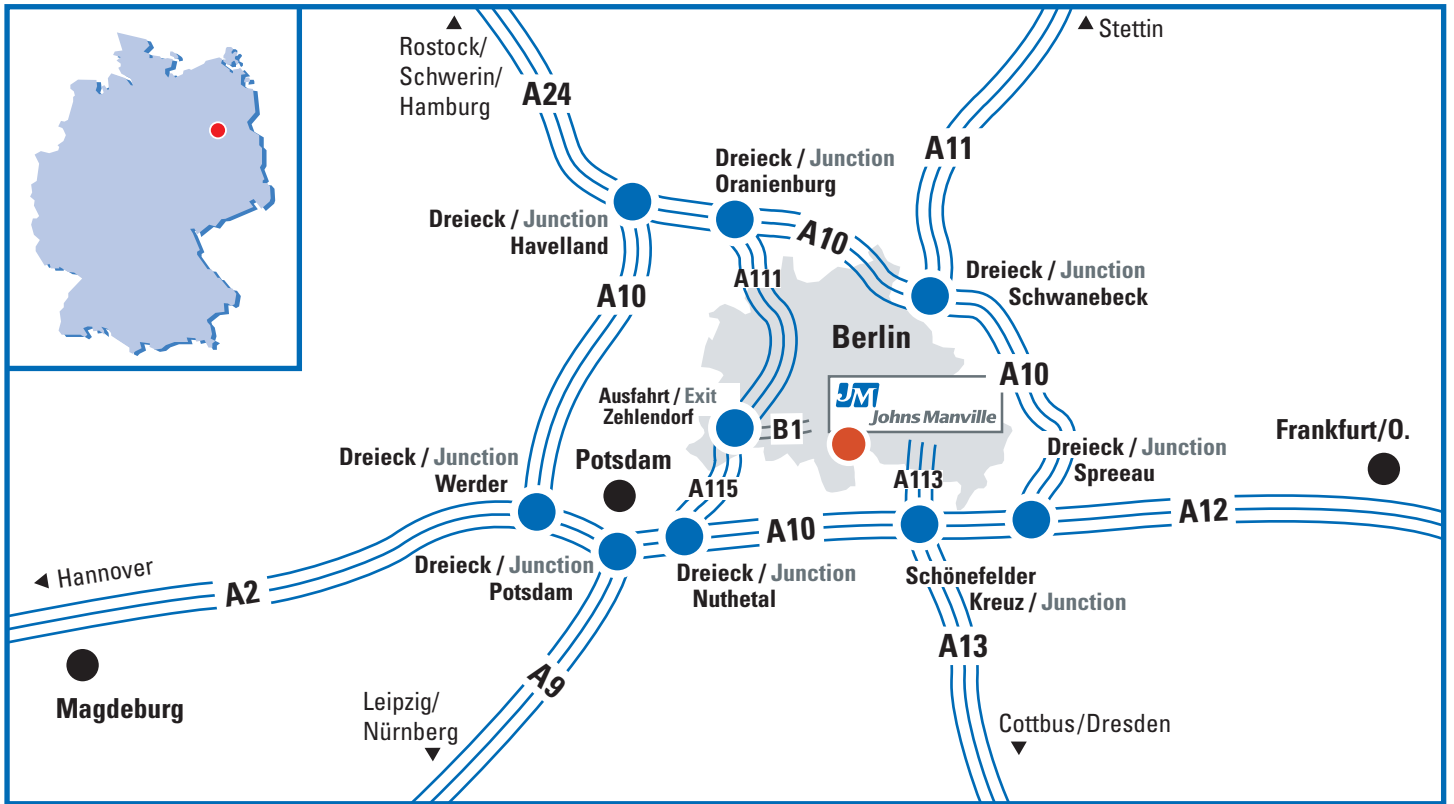 Rostock/
Schwerin/
Hamburg
Stettin
A24
A11
Dreieck / Junction
Oranienburg
Dreieck / Junction
Havelland
A10
A111
Dreieck / Junction
Schwanebeck
A10
Berlin
A10
JM
Johns Manville
Ausfahrt / Exit
Zehlendorf
B1
Frankfurt/O.
Dreieck / Junction
Werder
Potsdam
A115
A113
Dreieck / Junction
Spreeau
A10
A12
Hannover
A2
Dreieck / Junction
Potsdam
Dreieck / Junction
Nuthetal
Schönefelder
Kreuz / Junction
A13
A9
Magdeburg
Leipzig/
Nürnberg
Cottbus/Dresden